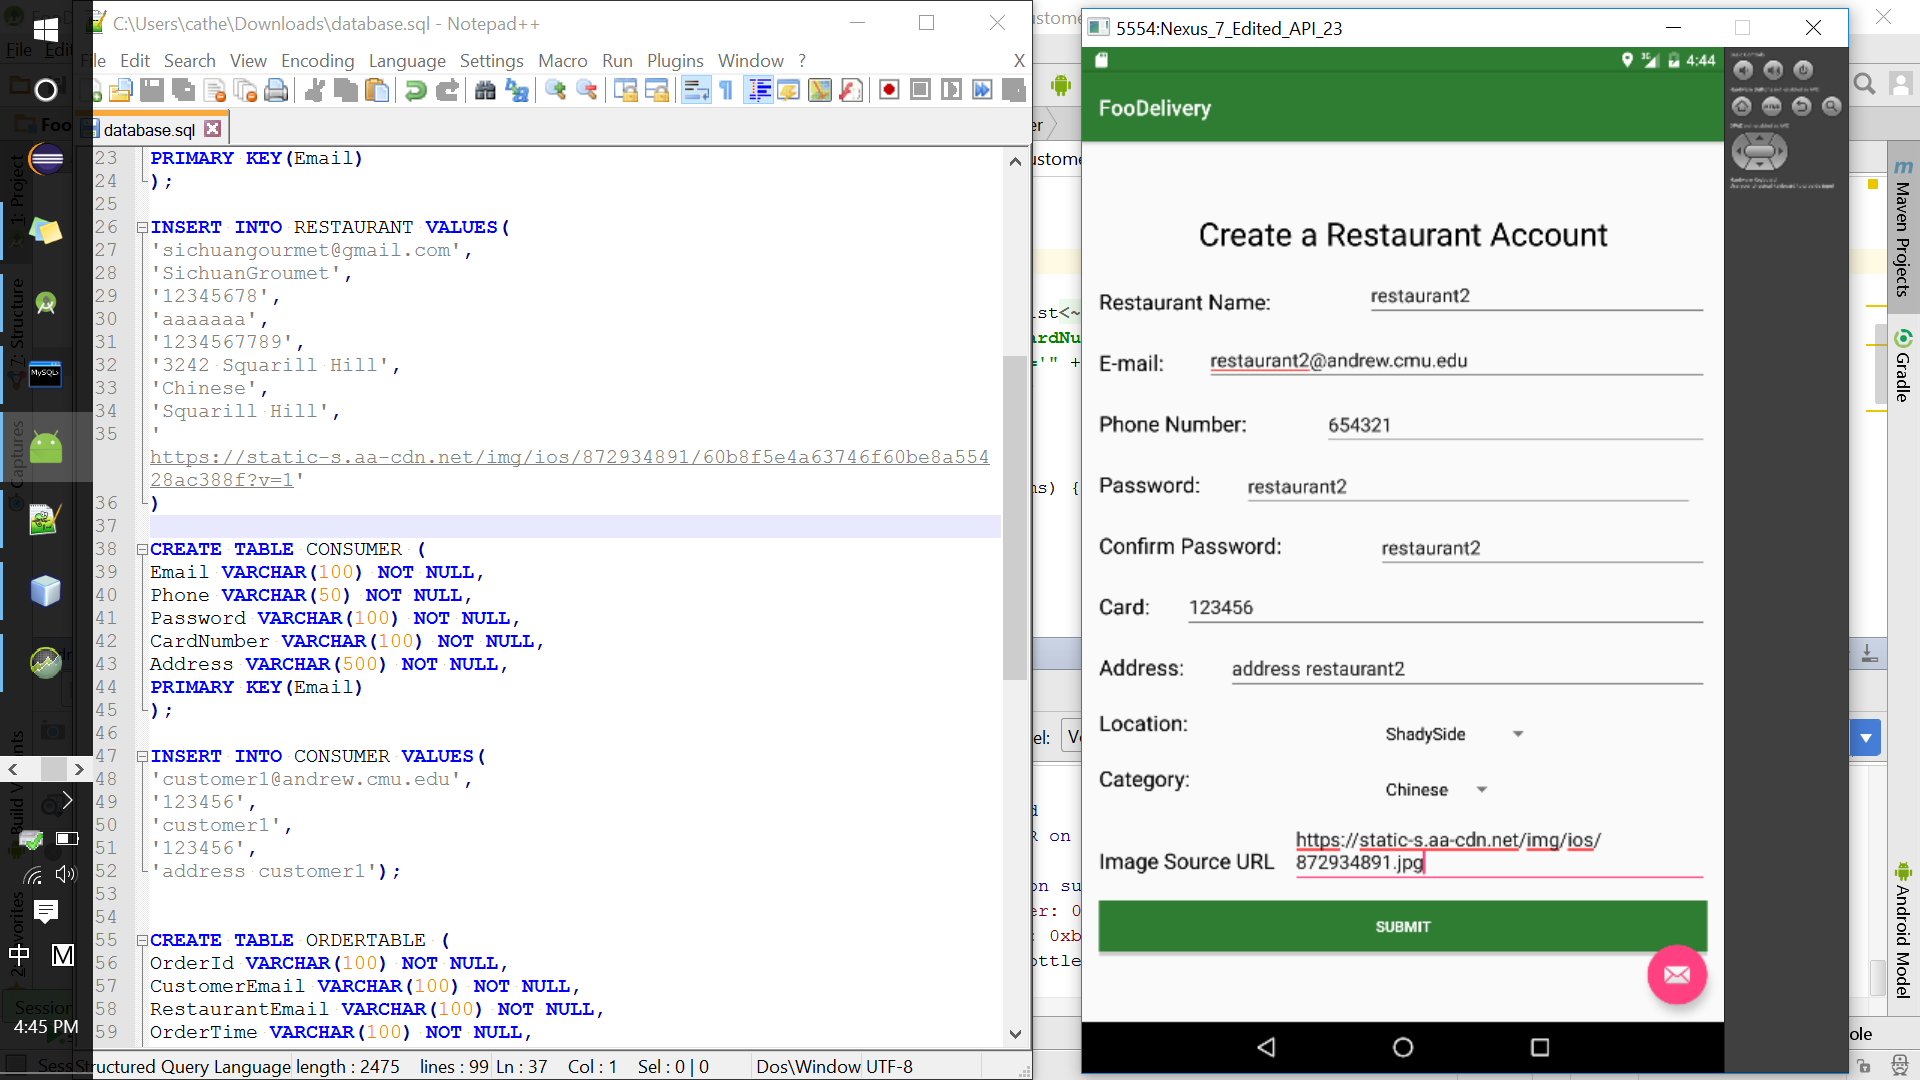 C:\Users\cathe\Downloads\database.sql - Notepad++
File Edit Search View Encoding Language Settings Macro Run Plugins Window ? X
database.sql
23 PRIMARY KEY(Email)
24 );
25
26 INSERT INTO RESTAURANT VALUES(
27 'sichuangourmet@gmail.com',
28 'SichuanGroumet',
29 '12345678',
30 'aaaaaaa',
31 '1234567789',
32 '3242 Squarill Hill',
33 'Chinese',
34 'Squarill Hill',
35 '
https://static-s.aa-cdn.net/img/ios/872934891/60b8f5e4a63746f60be8a554
28ac388f?v=1'
36 )
37
38 CREATE TABLE CONSUMER (
39 Email VARCHAR(100) NOT NULL,
40 Phone VARCHAR(50) NOT NULL,
41 Password VARCHAR(100) NOT NULL,
42 CardNumber VARCHAR(100) NOT NULL,
43 Address VARCHAR(500) NOT NULL,
44 PRIMARY KEY(Email)
45 );
46
47 INSERT INTO CONSUMER VALUES(
48 'customer1@andrew.cmu.edu',
49 '123456',
50 'customer1',
51 '123456',
52 'address customer1');
53
54
55 CREATE TABLE ORDERTABLE (
56 OrderId VARCHAR(100) NOT NULL,
57 CustomerEmail VARCHAR(100) NOT NULL,
58 RestaurantEmail VARCHAR(100) NOT NULL,
59 OrderTime VARCHAR(100) NOT NULL,
Structured Query Language length : 2475 lines : 99 Ln : 37 Col : 1 Sel : 0 | 0 Dos\Window UTF-8
File Edit
Foo
1: Project
7: Structure
Captures
MySQL
中 M
Session
4:45 PM
5554:Nexus_7_Edited_API_23
4:44
FooDelivery
Create a Restaurant Account
Restaurant Name: restaurant2
E-mail: restaurant2@andrew.cmu.edu
Phone Number: 654321
Password: restaurant2
Confirm Password: restaurant2
Card: 123456
Address: address restaurant2
Location: ShadySide
Category: Chinese
Image Source URL https://static-s.aa-cdn.net/img/ios/
872934891.jpg
SUBMIT
Maven Projects
Gradle
Android Model